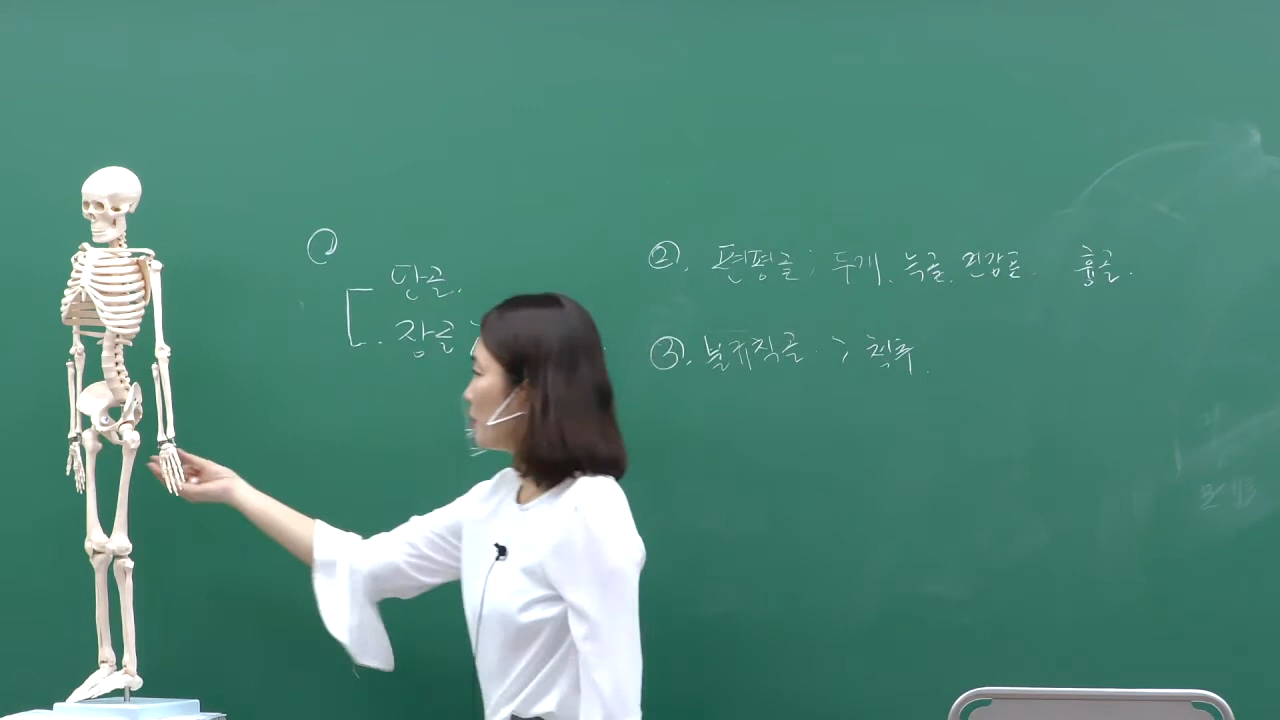 ①
단골.
장골 ;
②. 편평골 ; 두개, 늑골, 견갑골. 흉골.
③. 불규칙골 ; 척추.